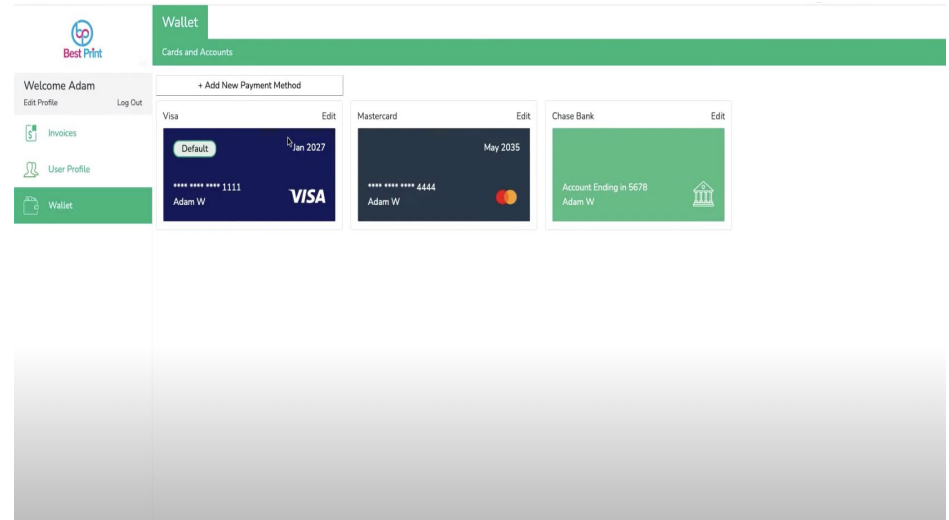 bp
Best Print
Wallet
Cards and Accounts
Welcome Adam
Edit Profile Log Out
Invoices
User Profile
Wallet
+ Add New Payment Method
Visa Edit
Default Jan 2027
**** **** **** 1111
Adam W VISA
Mastercard Edit
May 2035
**** **** **** 4444
Adam W
Chase Bank Edit
Account Ending in 5678
Adam W